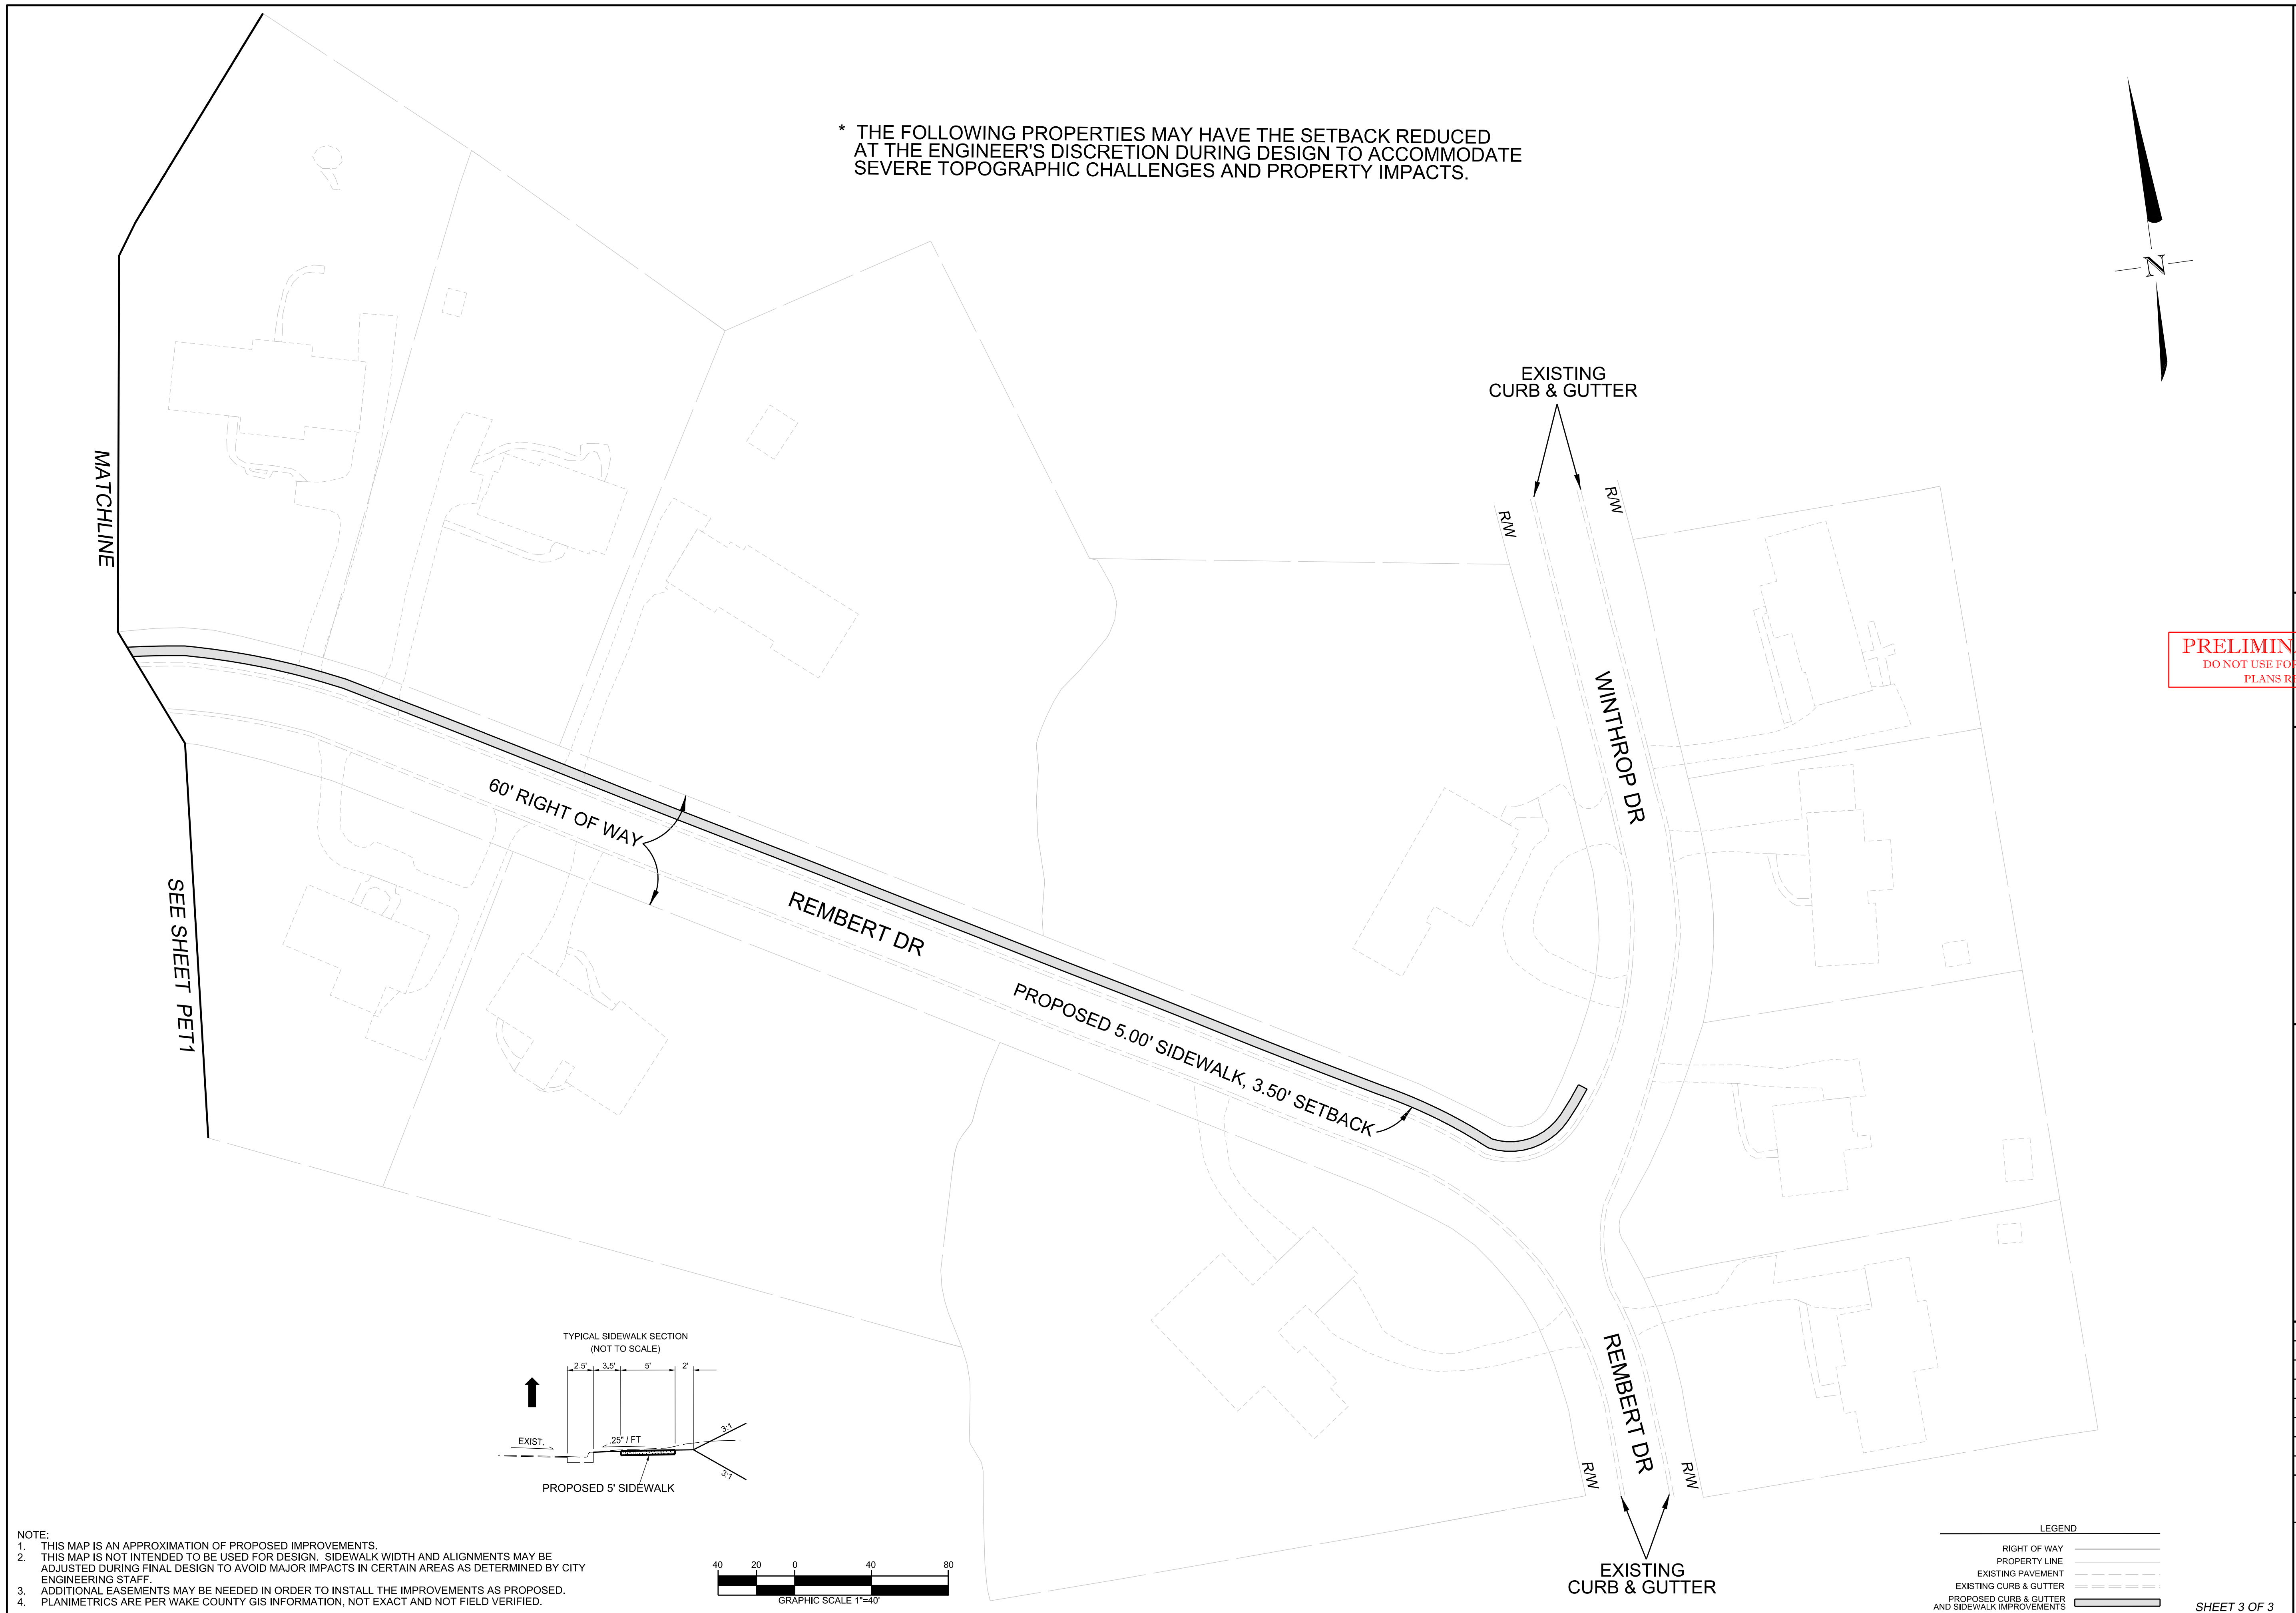 * THE FOLLOWING PROPERTIES MAY HAVE THE SETBACK REDUCED
AT THE ENGINEER'S DISCRETION DURING DESIGN TO ACCOMMODATE
SEVERE TOPOGRAPHIC CHALLENGES AND PROPERTY IMPACTS.
N
EXISTING
CURB & GUTTER
R/W
R/W
MATCHLINE
PRELIMIN
DO NOT USE FO
PLANS R
WINTHROP DR
60' RIGHT OF WAY
REMBERT DR
SEE SHEET PET1
PROPOSED 5.00' SIDEWALK, 3.50' SETBACK
REMBERT DR
R/W
R/W
EXISTING
CURB & GUTTER
TYPICAL SIDEWALK SECTION
(NOT TO SCALE)
2.5' 3.5' 5' 2'
EXIST.
.25" / FT
3:1
3:1
PROPOSED 5' SIDEWALK
NOTE:
1. THIS MAP IS AN APPROXIMATION OF PROPOSED IMPROVEMENTS.
2. THIS MAP IS NOT INTENDED TO BE USED FOR DESIGN. SIDEWALK WIDTH AND ALIGNMENTS MAY BE
ADJUSTED DURING FINAL DESIGN TO AVOID MAJOR IMPACTS IN CERTAIN AREAS AS DETERMINED BY CITY
ENGINEERING STAFF.
3. ADDITIONAL EASEMENTS MAY BE NEEDED IN ORDER TO INSTALL THE IMPROVEMENTS AS PROPOSED.
4. PLANIMETRICS ARE PER WAKE COUNTY GIS INFORMATION, NOT EXACT AND NOT FIELD VERIFIED.
40 20 0 40 80
GRAPHIC SCALE 1"=40'
LEGEND
RIGHT OF WAY
PROPERTY LINE
EXISTING PAVEMENT
EXISTING CURB & GUTTER
PROPOSED CURB & GUTTER
AND SIDEWALK IMPROVEMENTS
SHEET 3 OF 3